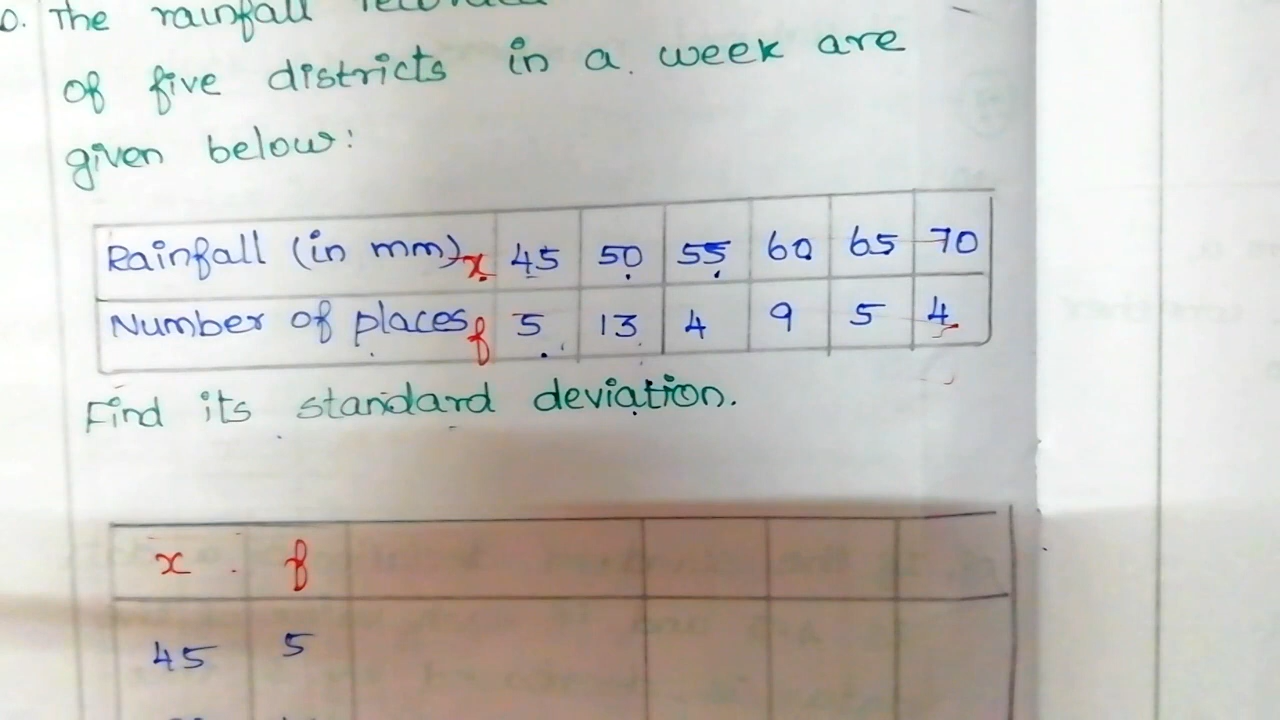 The rainfall
of five districts in a week are
given below:
Rainfall (in mm) x 45 50 55 60 65 70
Number of places f 5 13 4 9 5 4
Find its standard deviation.
x f
45 5